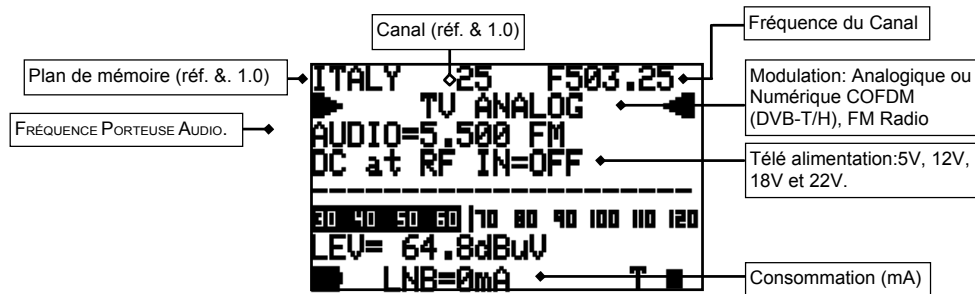 Canal (réf. & 1.0)
Fréquence du Canal
Plan de mémoire (réf. &. 1.0)
ITALY 25 F503.25
Modulation: Analogique ou
Numérique COFDM
(DVB-T/H), FM Radio
TV ANALOG
FRÉQUENCE PORTEUSE AUDIO.
AUDIO=5.500 FM
DC at RF IN=OFF
Télé alimentation:5V, 12V,
18V et 22V.
30 40 50 60 70 80 90 100 110 120
LEV= 64.8dBuV
LNB=0mA T
Consommation (mA)